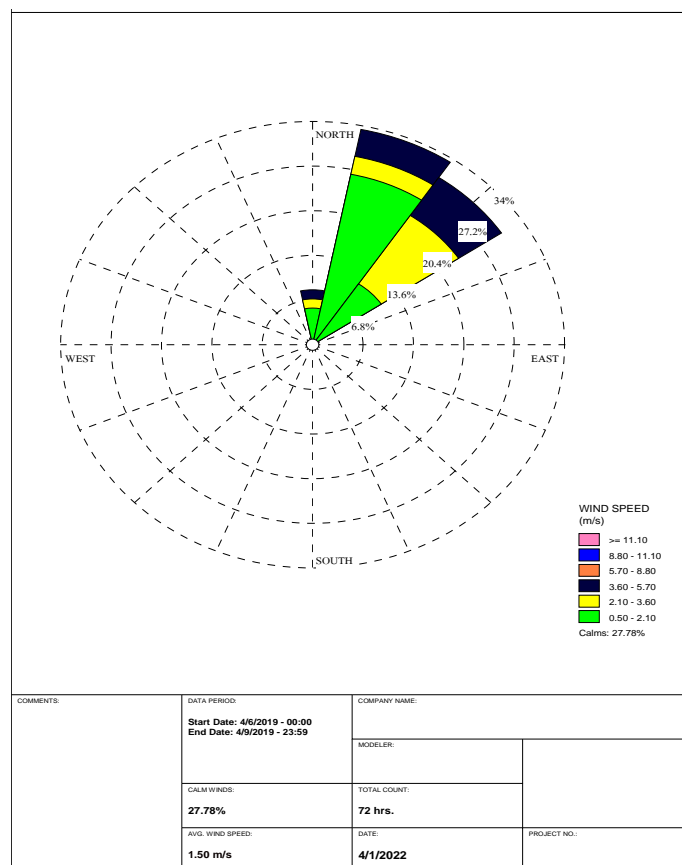 NORTH
34%
27.2%
20.4%
13.6%
6.8%
WEST
EAST
SOUTH
WIND SPEED
(m/s)
>= 11.10
8.80 - 11.10
5.70 - 8.80
3.60 - 5.70
2.10 - 3.60
0.50 - 2.10
Calms: 27.78%
COMMENTS:
DATA PERIOD:
Start Date: 4/6/2019 - 00:00
End Date: 4/9/2019 - 23:59
COMPANY NAME:
MODELER:
CALM WINDS:
27.78%
TOTAL COUNT:
72 hrs.
AVG. WIND SPEED:
1.50 m/s
DATE:
4/1/2022
PROJECT NO.: